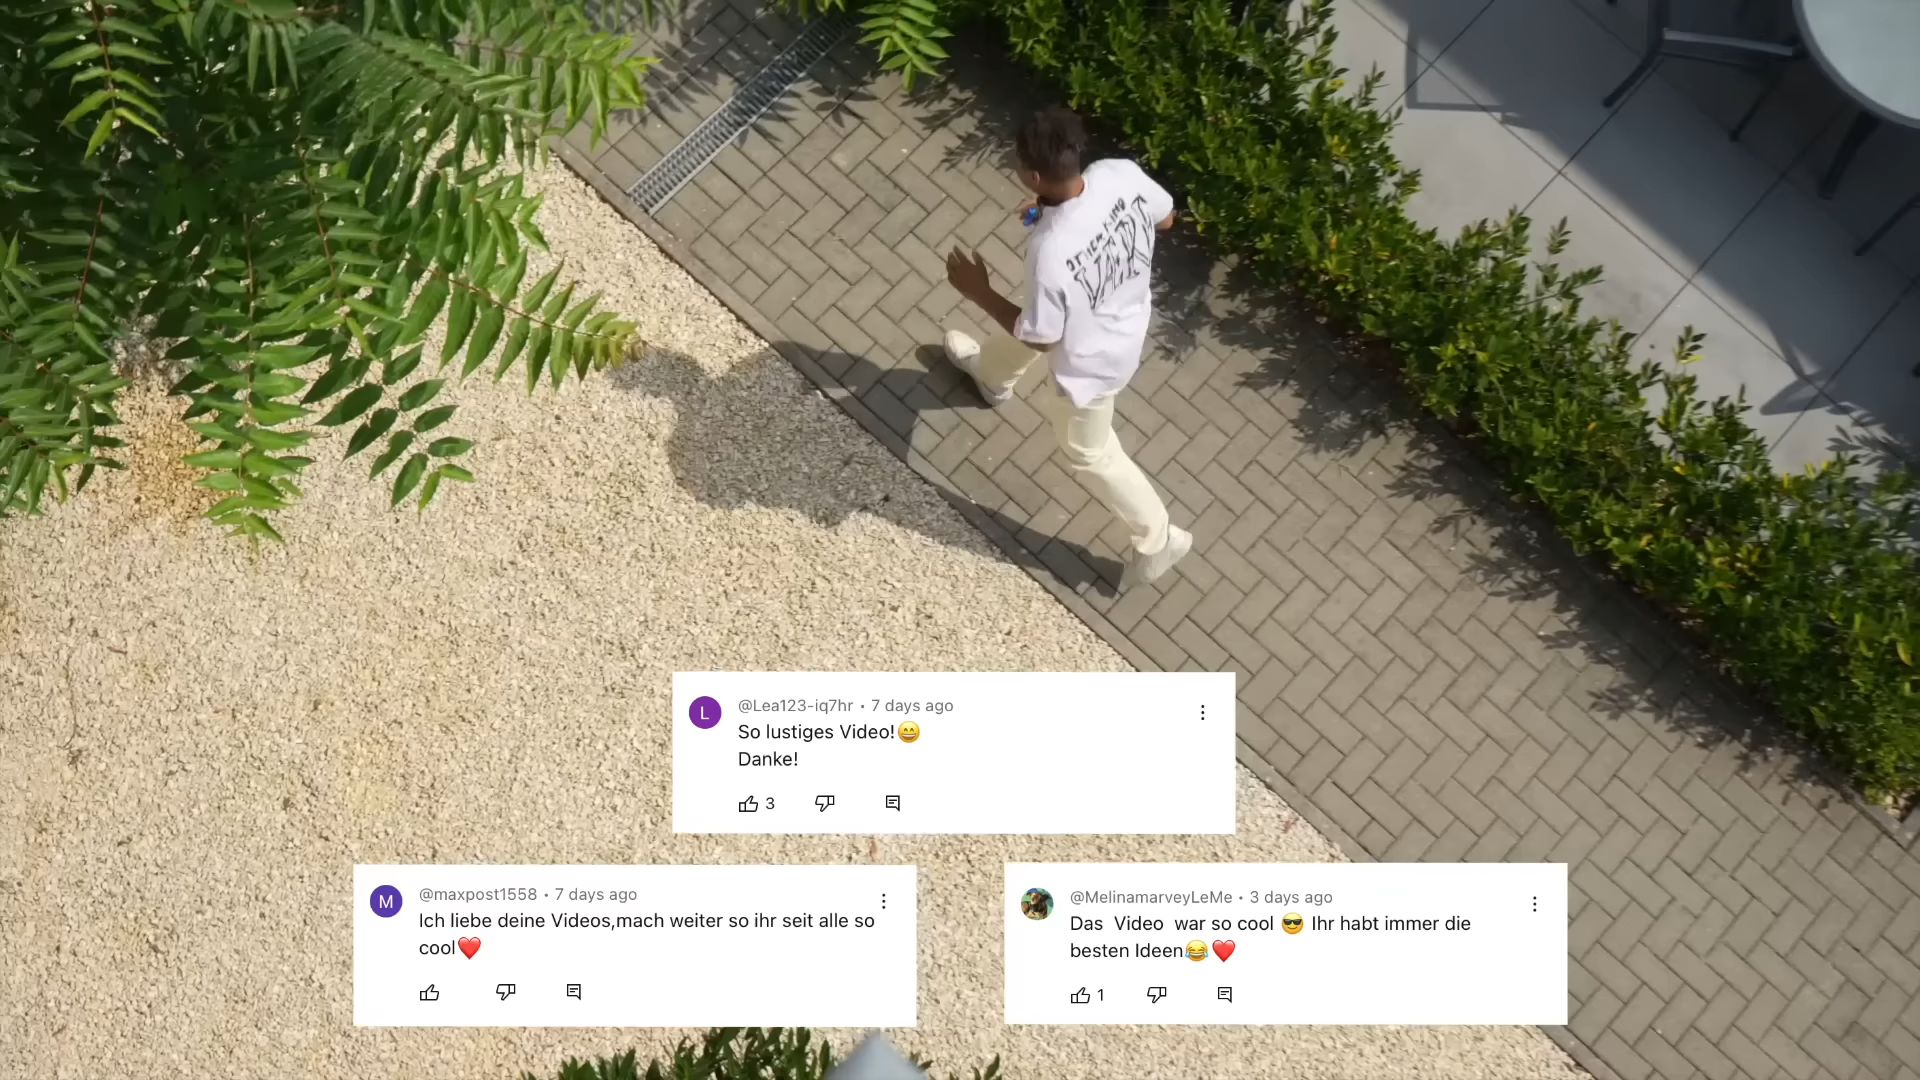 @Lea123-iq7hr • 7 days ago
So lustiges Video!😄
Danke!
3
@maxpost1558 • 7 days ago
Ich liebe deine Videos,mach weiter so ihr seit alle so
cool❤️
@MelinamarveyLeMe • 3 days ago
Das Video war so cool 😎 Ihr habt immer die
besten Ideen😂❤️
1
L
M